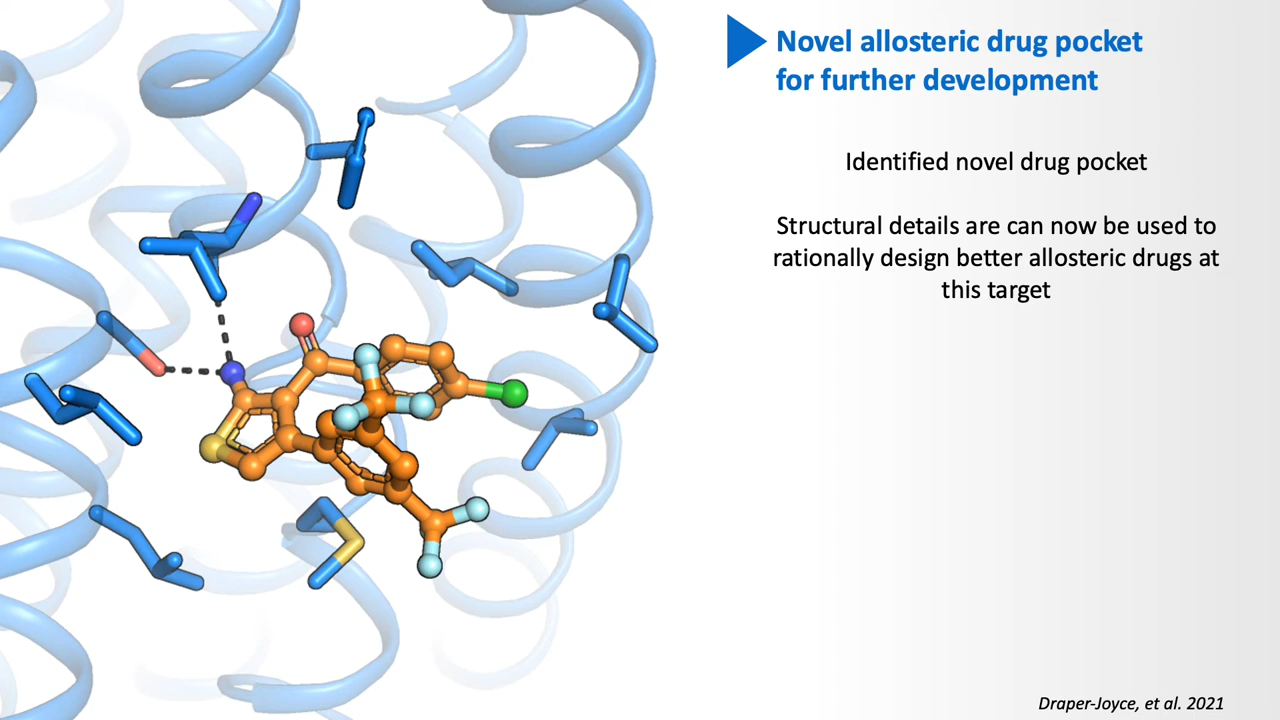 Novel allosteric drug pocket
for further development
Identified novel drug pocket
Structural details are can now be used to
rationally design better allosteric drugs at
this target
Draper-Joyce, et al. 2021